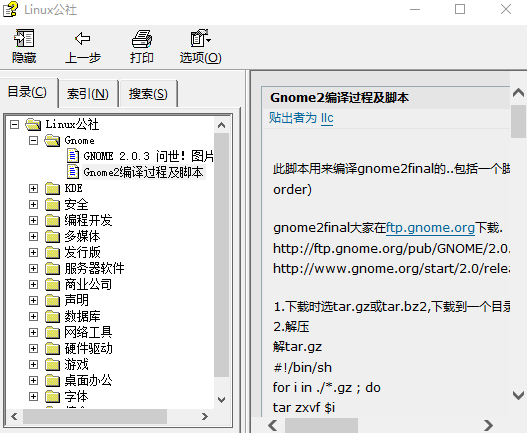 Linux公社
隐藏 上一步 打印 选项(O)
目录(C) 索引(N) 搜索(S)
Linux公社
Gnome
GNOME 2.0.3 问世! 图片
Gnome2编译过程及脚本
KDE
安全
编程开发
多媒体
发行版
服务器软件
商业公司
声明
数据库
网络工具
硬件驱动
游戏
桌面办公
字体
Gnome2编译过程及脚本
贴出者为 llc
此脚本用来编译gnome2final的..包括一个脚
order)
gnome2final大家在ftp.gnome.org下载.
http://ftp.gnome.org/pub/GNOME/2.0.
http://www.gnome.org/start/2.0/relea
1.下载时选tar.gz或tar.bz2,下载到一个目录
2.解压
解tar.gz
#!/bin/sh
for i in ./*.gz ; do
tar zxvf $i